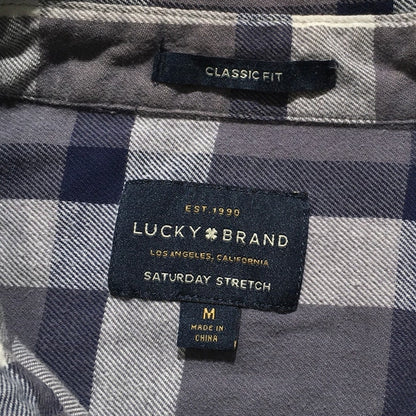 CLASSIC FIT
EST. 1990
LUCKY BRAND
LOS ANGELES, CALIFORNIA
SATURDAY STRETCH
M
MADE IN
CHINA